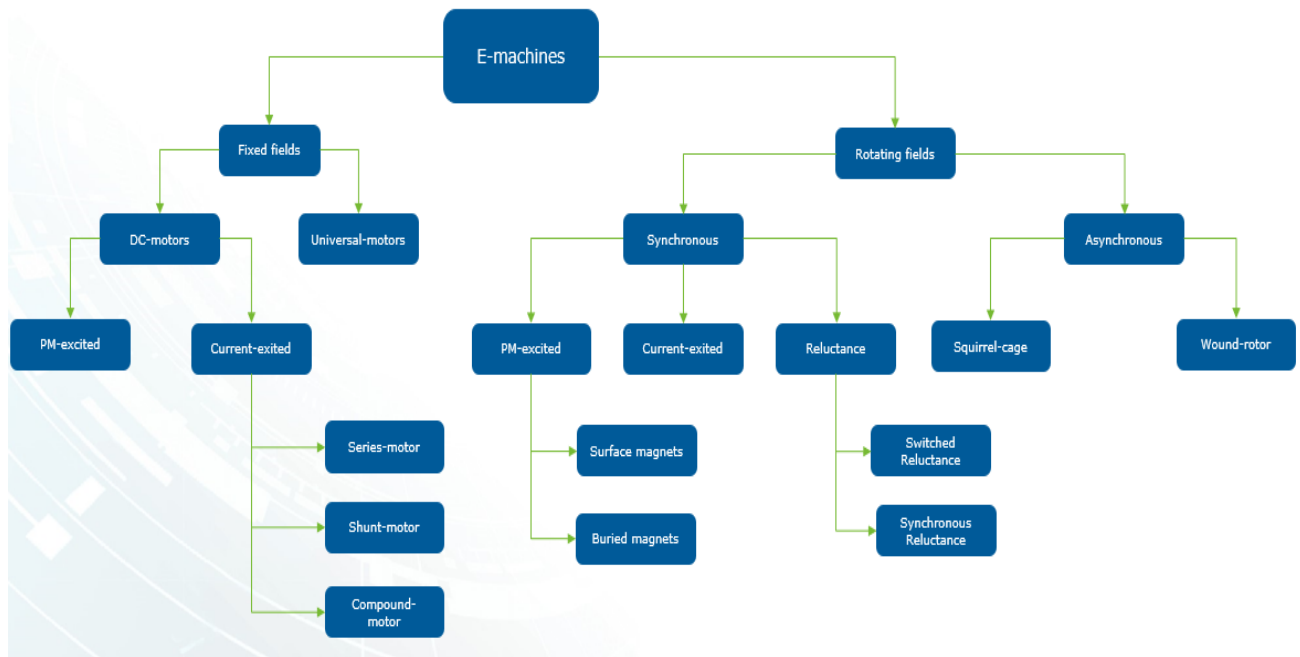 E-machines
Fixed fields
Rotating fields
DC-motors
Universal-motors
Synchronous
Asynchronous
PM-excited
Current-exited
PM-excited
Current-exited
Reluctance
Squirrel-cage
Wound-rotor
Series-motor
Surface magnets
Switched
Reluctance
Shunt-motor
Buried magnets
Synchronous
Reluctance
Compound-
motor